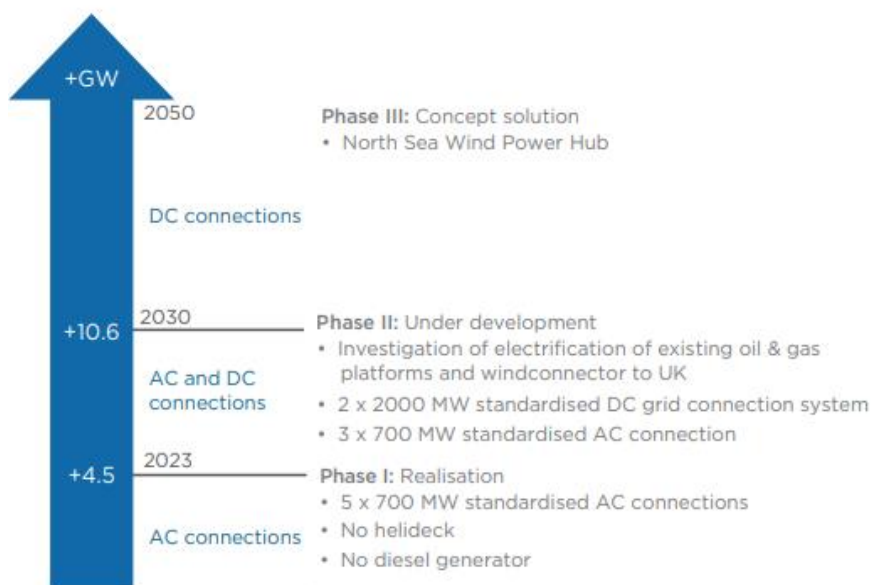 +GW
2050
Phase III: Concept solution
• North Sea Wind Power Hub
DC connections
2030
+10.6
Phase II: Under development
• Investigation of electrification of existing oil & gas
platforms and windconnector to UK
AC and DC
connections
• 2 x 2000 MW standardised DC grid connection system
• 3 x 700 MW standardised AC connection
2023
+4.5
Phase I: Realisation
• 5 x 700 MW standardised AC connections
AC connections
• No helideck
• No diesel generator